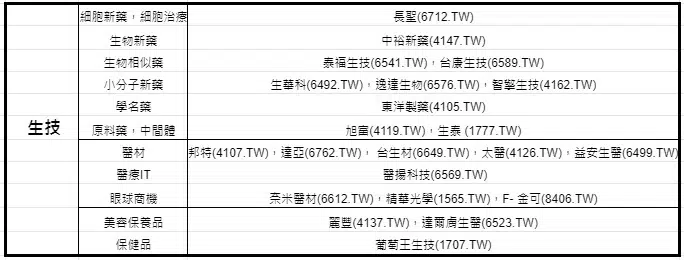 生技
細胞新藥，細胞治療 長聖(6712.TW)
生物新藥 中裕新藥(4147.TW)
生物相似藥 泰福生技(6541.TW)，台康生技(6589.TW)
小分子新藥 生華科(6492.TW)，逸達生物(6576.TW)，智擎生技(4162.TW)
學名藥 東洋製藥(4105.TW)
原料藥，中間體 旭富(4119.TW)，生泰 (1777.TW)
醫材 邦特(4107.TW)，達亞(6762.TW)， 台生材(6649.TW)，太醫(4126.TW)，益安生醫(6499.TW)
醫療IT 醫揚科技(6569.TW)
眼球商機 奈米醫材(6612.TW)，精華光學(1565.TW)，F- 金可(8406.TW)
美容保養品 麗豐(4137.TW)，達爾膚生醫(6523.TW)
保健品 葡萄王生技(1707.TW)